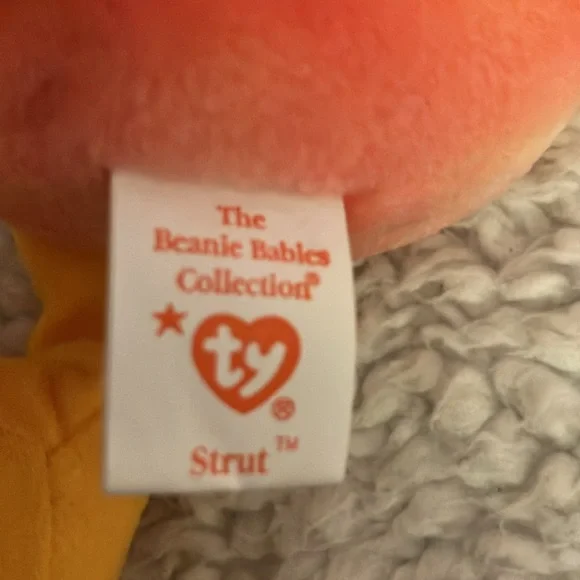 The
Beanie Babies
Collection®
ty®
Strut™